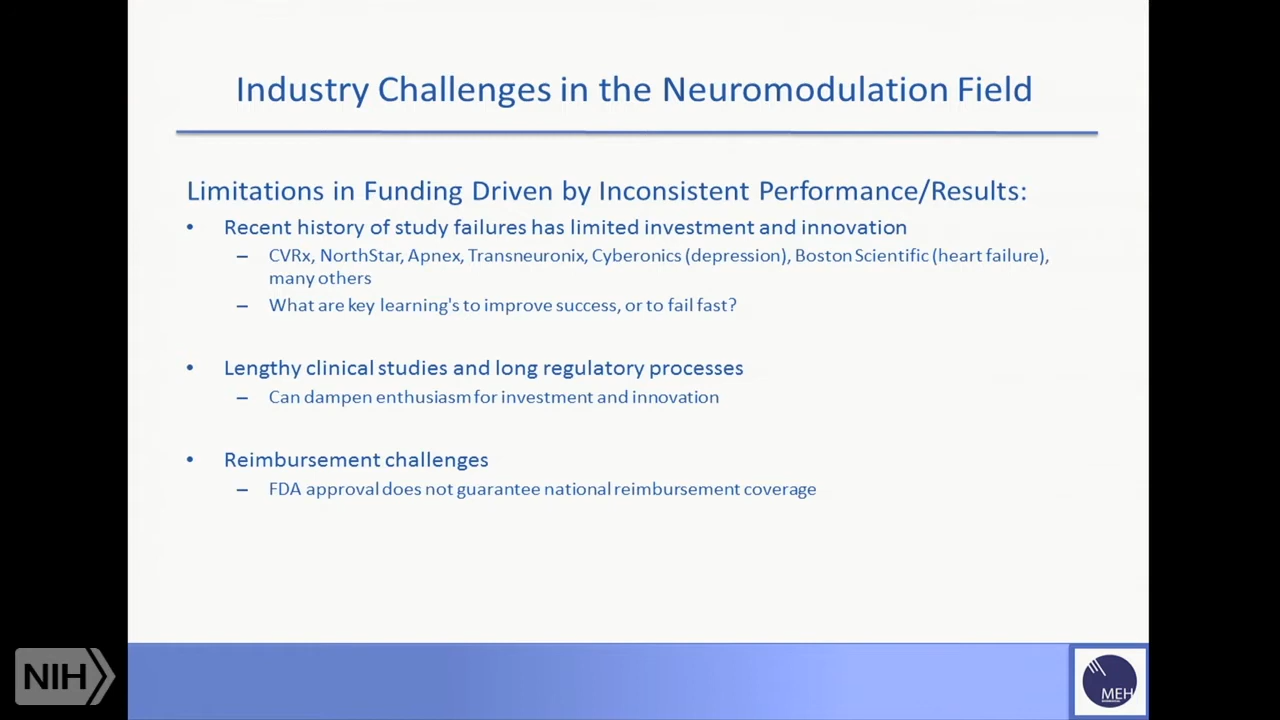 Industry Challenges in the Neuromodulation Field
Limitations in Funding Driven by Inconsistent Performance/Results:
• Recent history of study failures has limited investment and innovation
– CVRx, NorthStar, Apnex, Transneuronix, Cyberonics (depression), Boston Scientific (heart failure),
many others
– What are key learning's to improve success, or to fail fast?
• Lengthy clinical studies and long regulatory processes
– Can dampen enthusiasm for investment and innovation
• Reimbursement challenges
– FDA approval does not guarantee national reimbursement coverage
NIH
MEH